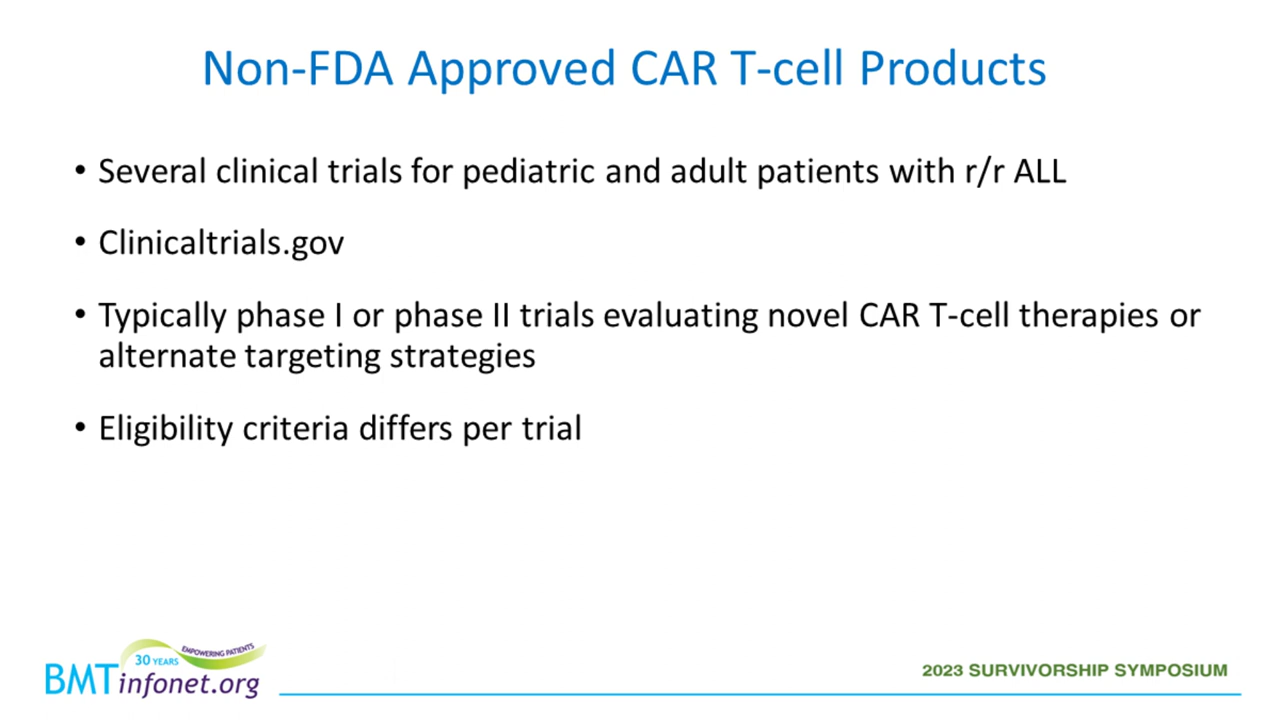 Non-FDA Approved CAR T-cell Products
• Several clinical trials for pediatric and adult patients with r/r ALL
• Clinicaltrials.gov
• Typically phase I or phase II trials evaluating novel CAR T-cell therapies or
alternate targeting strategies
• Eligibility criteria differs per trial
30 YEARS
EMPOWERING PATIENTS
BMTinfonet.org
2023 SURVIVORSHIP SYMPOSIUM